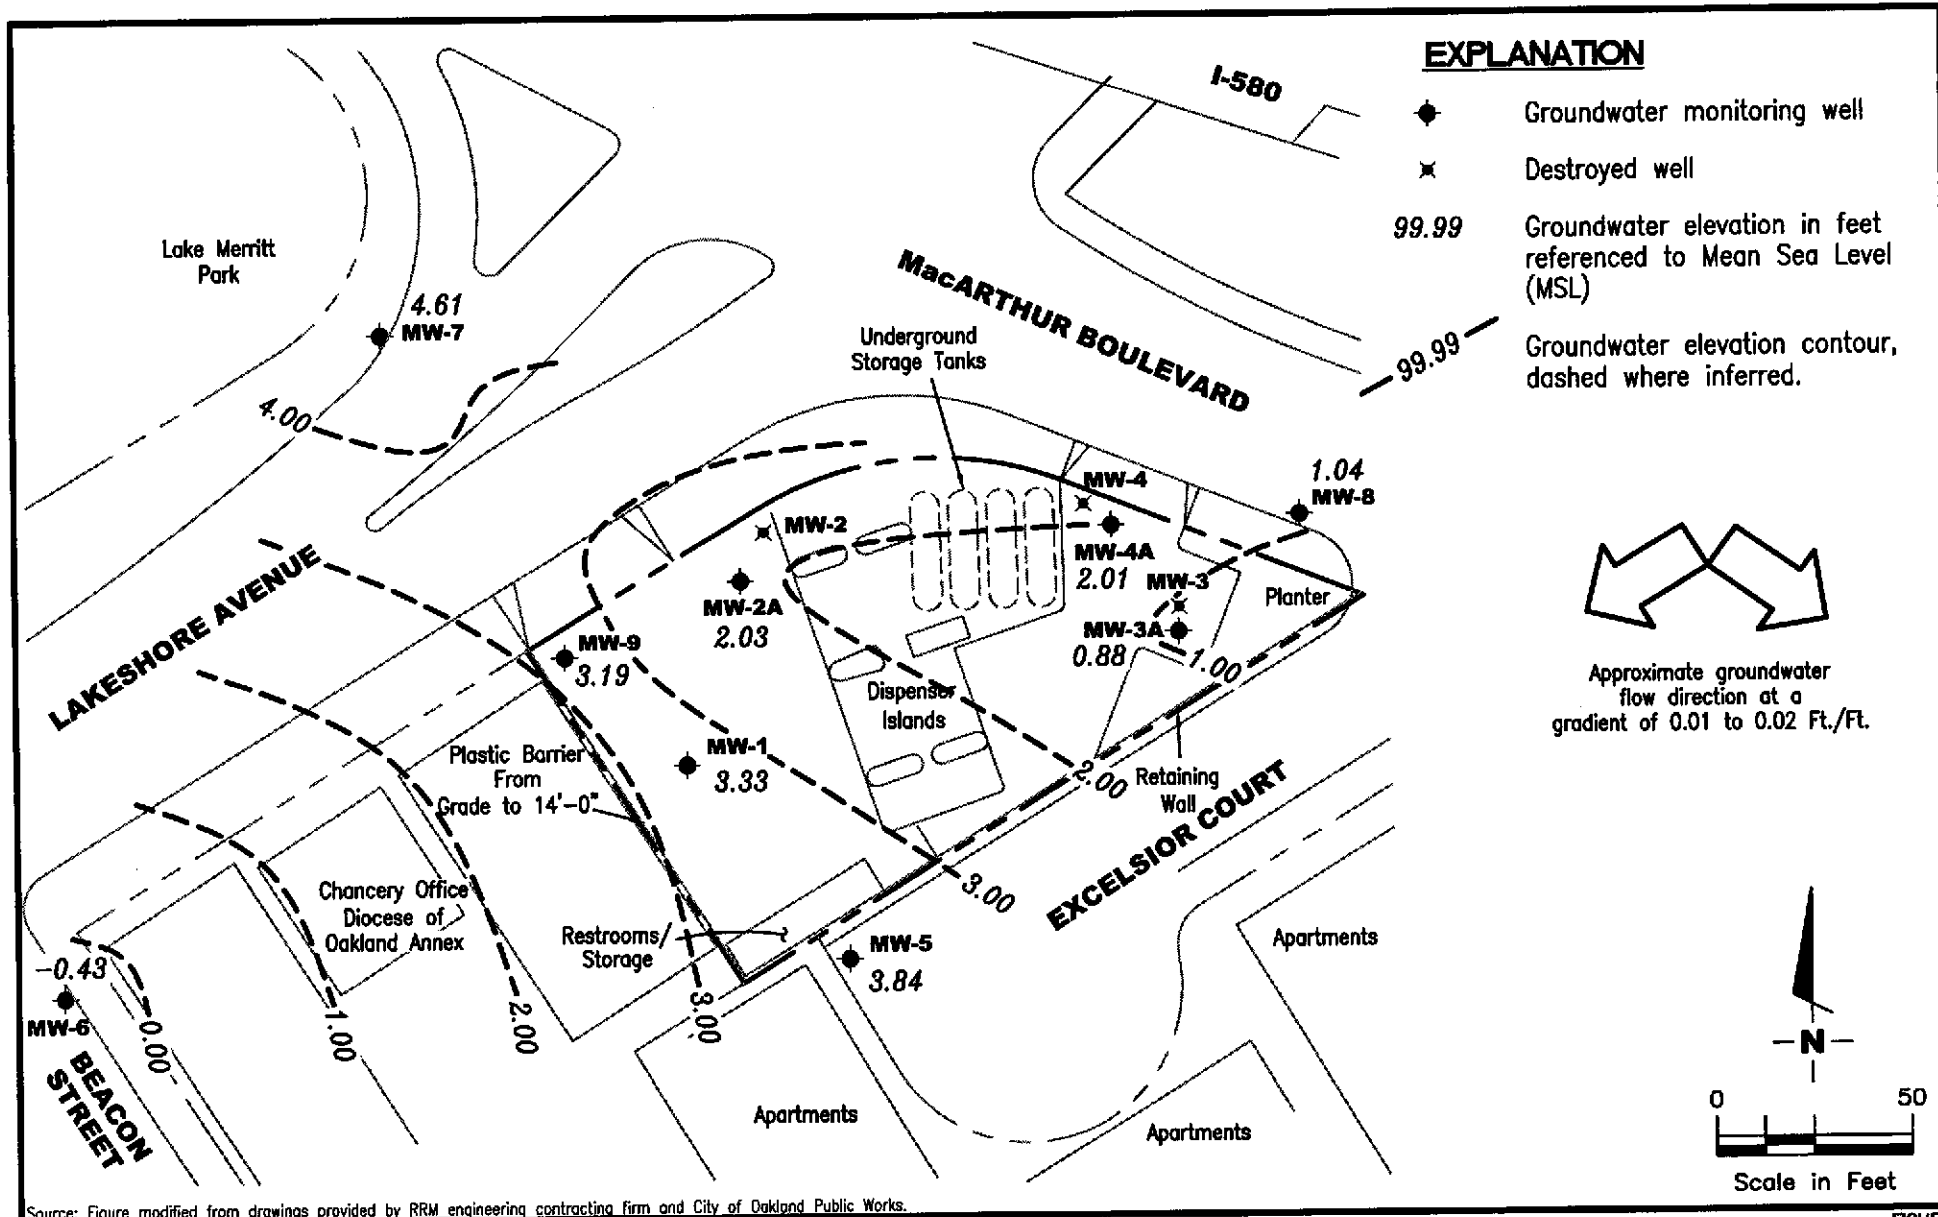 EXPLANATION
Groundwater monitoring well
Destroyed well
99.99
Groundwater elevation in feet
referenced to Mean Sea Level
(MSL)
99.99
Groundwater elevation contour,
dashed where inferred.
I-580
Lake Merritt
Park
4.61
MW-7
4.00
MacARTHUR BOULEVARD
Underground
Storage Tanks
1.04
MW-8
MW-4
MW-2
MW-4A
2.01
MW-3
MW-2A
2.03
Planter
MW-3A
0.88
1.00
LAKESHORE AVENUE
MW-9
3.19
Dispenser
Islands
Approximate groundwater
flow direction at a
gradient of 0.01 to 0.02 Ft./Ft.
MW-1
3.33
Plastic Barrier
From
Grade to 14'-0"
2.00
Retaining
Wall
EXCELSIOR COURT
3.00
Chancery Office
Diocese of
Oakland Annex
Restrooms/
Storage
MW-5
3.84
Apartments
-0.43
MW-6
0.00
1.00
2.00
3.00
BEACON
STREET
Apartments
Apartments
N
0
50
Scale in Feet
Source: Figure modified from drawings provided by RRM engineering contracting firm and City of Oakland Public Works.